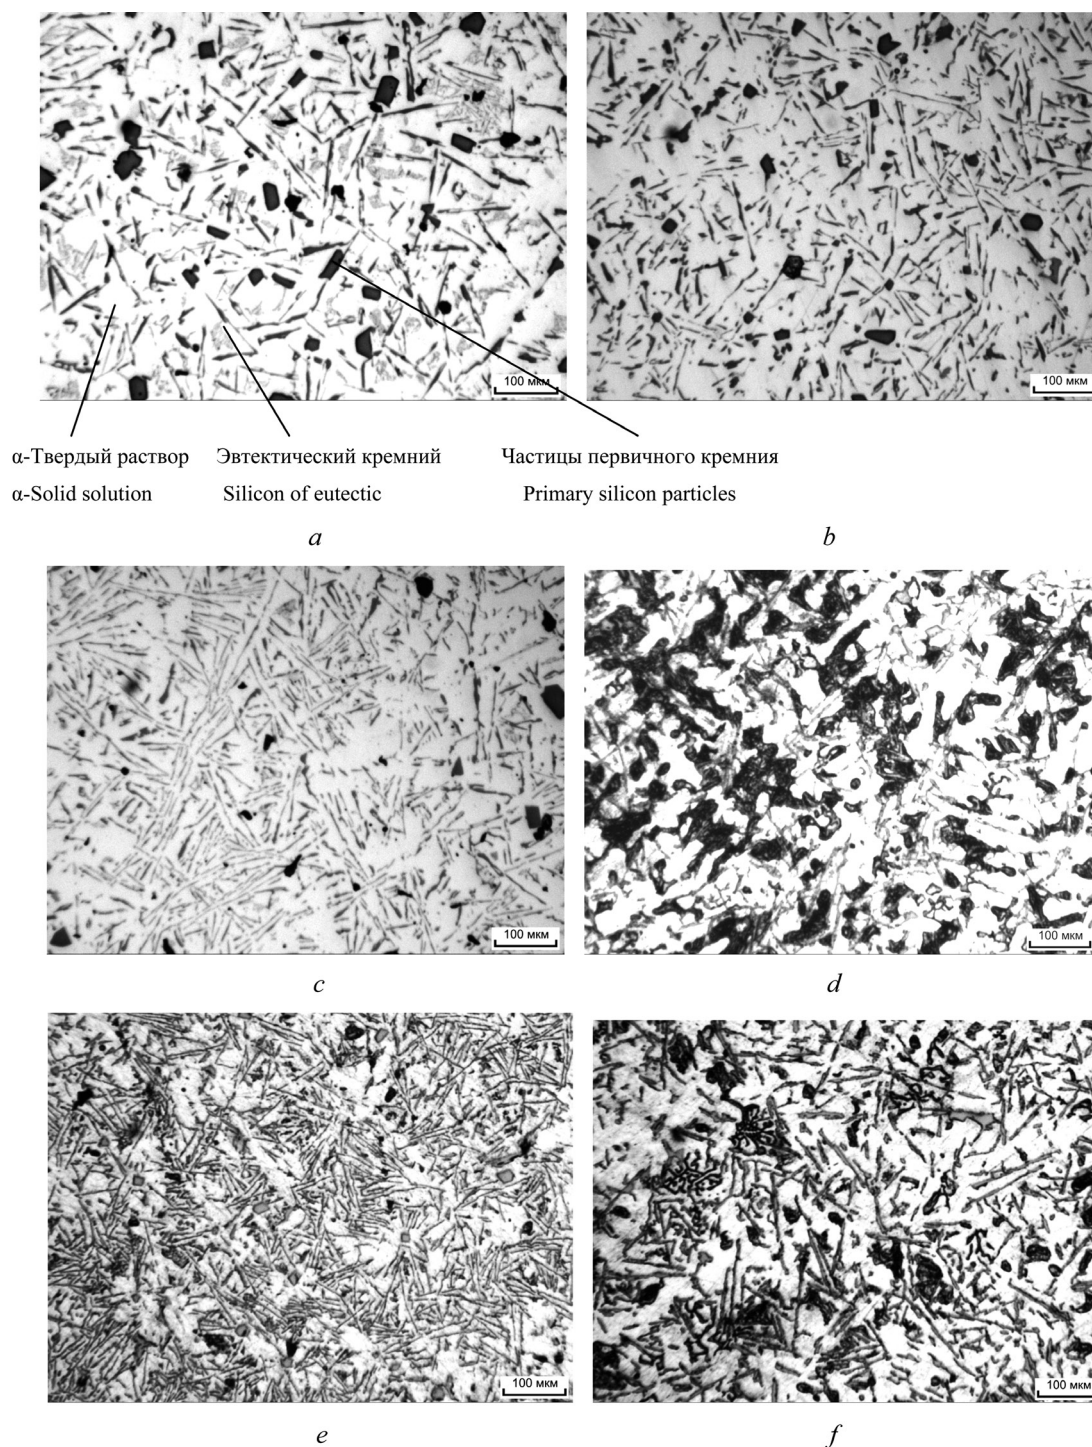 100 мкм
100 мкм
α-Твердый раствор Эвтектический кремний Частицы первичного кремния
α-Solid solution Silicon of eutectic Primary silicon particles
a b
100 мкм
100 мкм
c d
100 мкм
100 мкм
e f